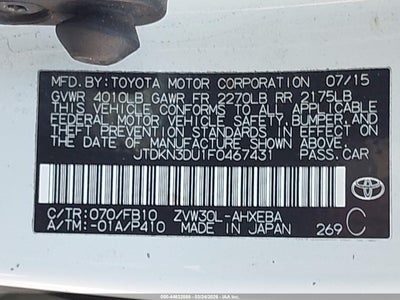 MFD. BY: TOYOTA MOTOR CORPORATION 07/15
GVWR 4010LB GAWR FR 2270LB RR 2175LB
THIS VEHICLE CONFORMS TO ALL APPLICABLE
FEDERAL MOTOR VEHICLE SAFETY, BUMPER, AND
THEFT PREVENTION STANDARDS IN EFFECT ON
THE DATE OF MANUFACTURE SHOWN ABOVE.
JTDKN3DU1F0467431 PASS.CAR
C/TR: 070/FB10 ZVW30L-AHXEBA
A/TM: -01A/P410 MADE IN JAPAN 269 C
TOYOTA